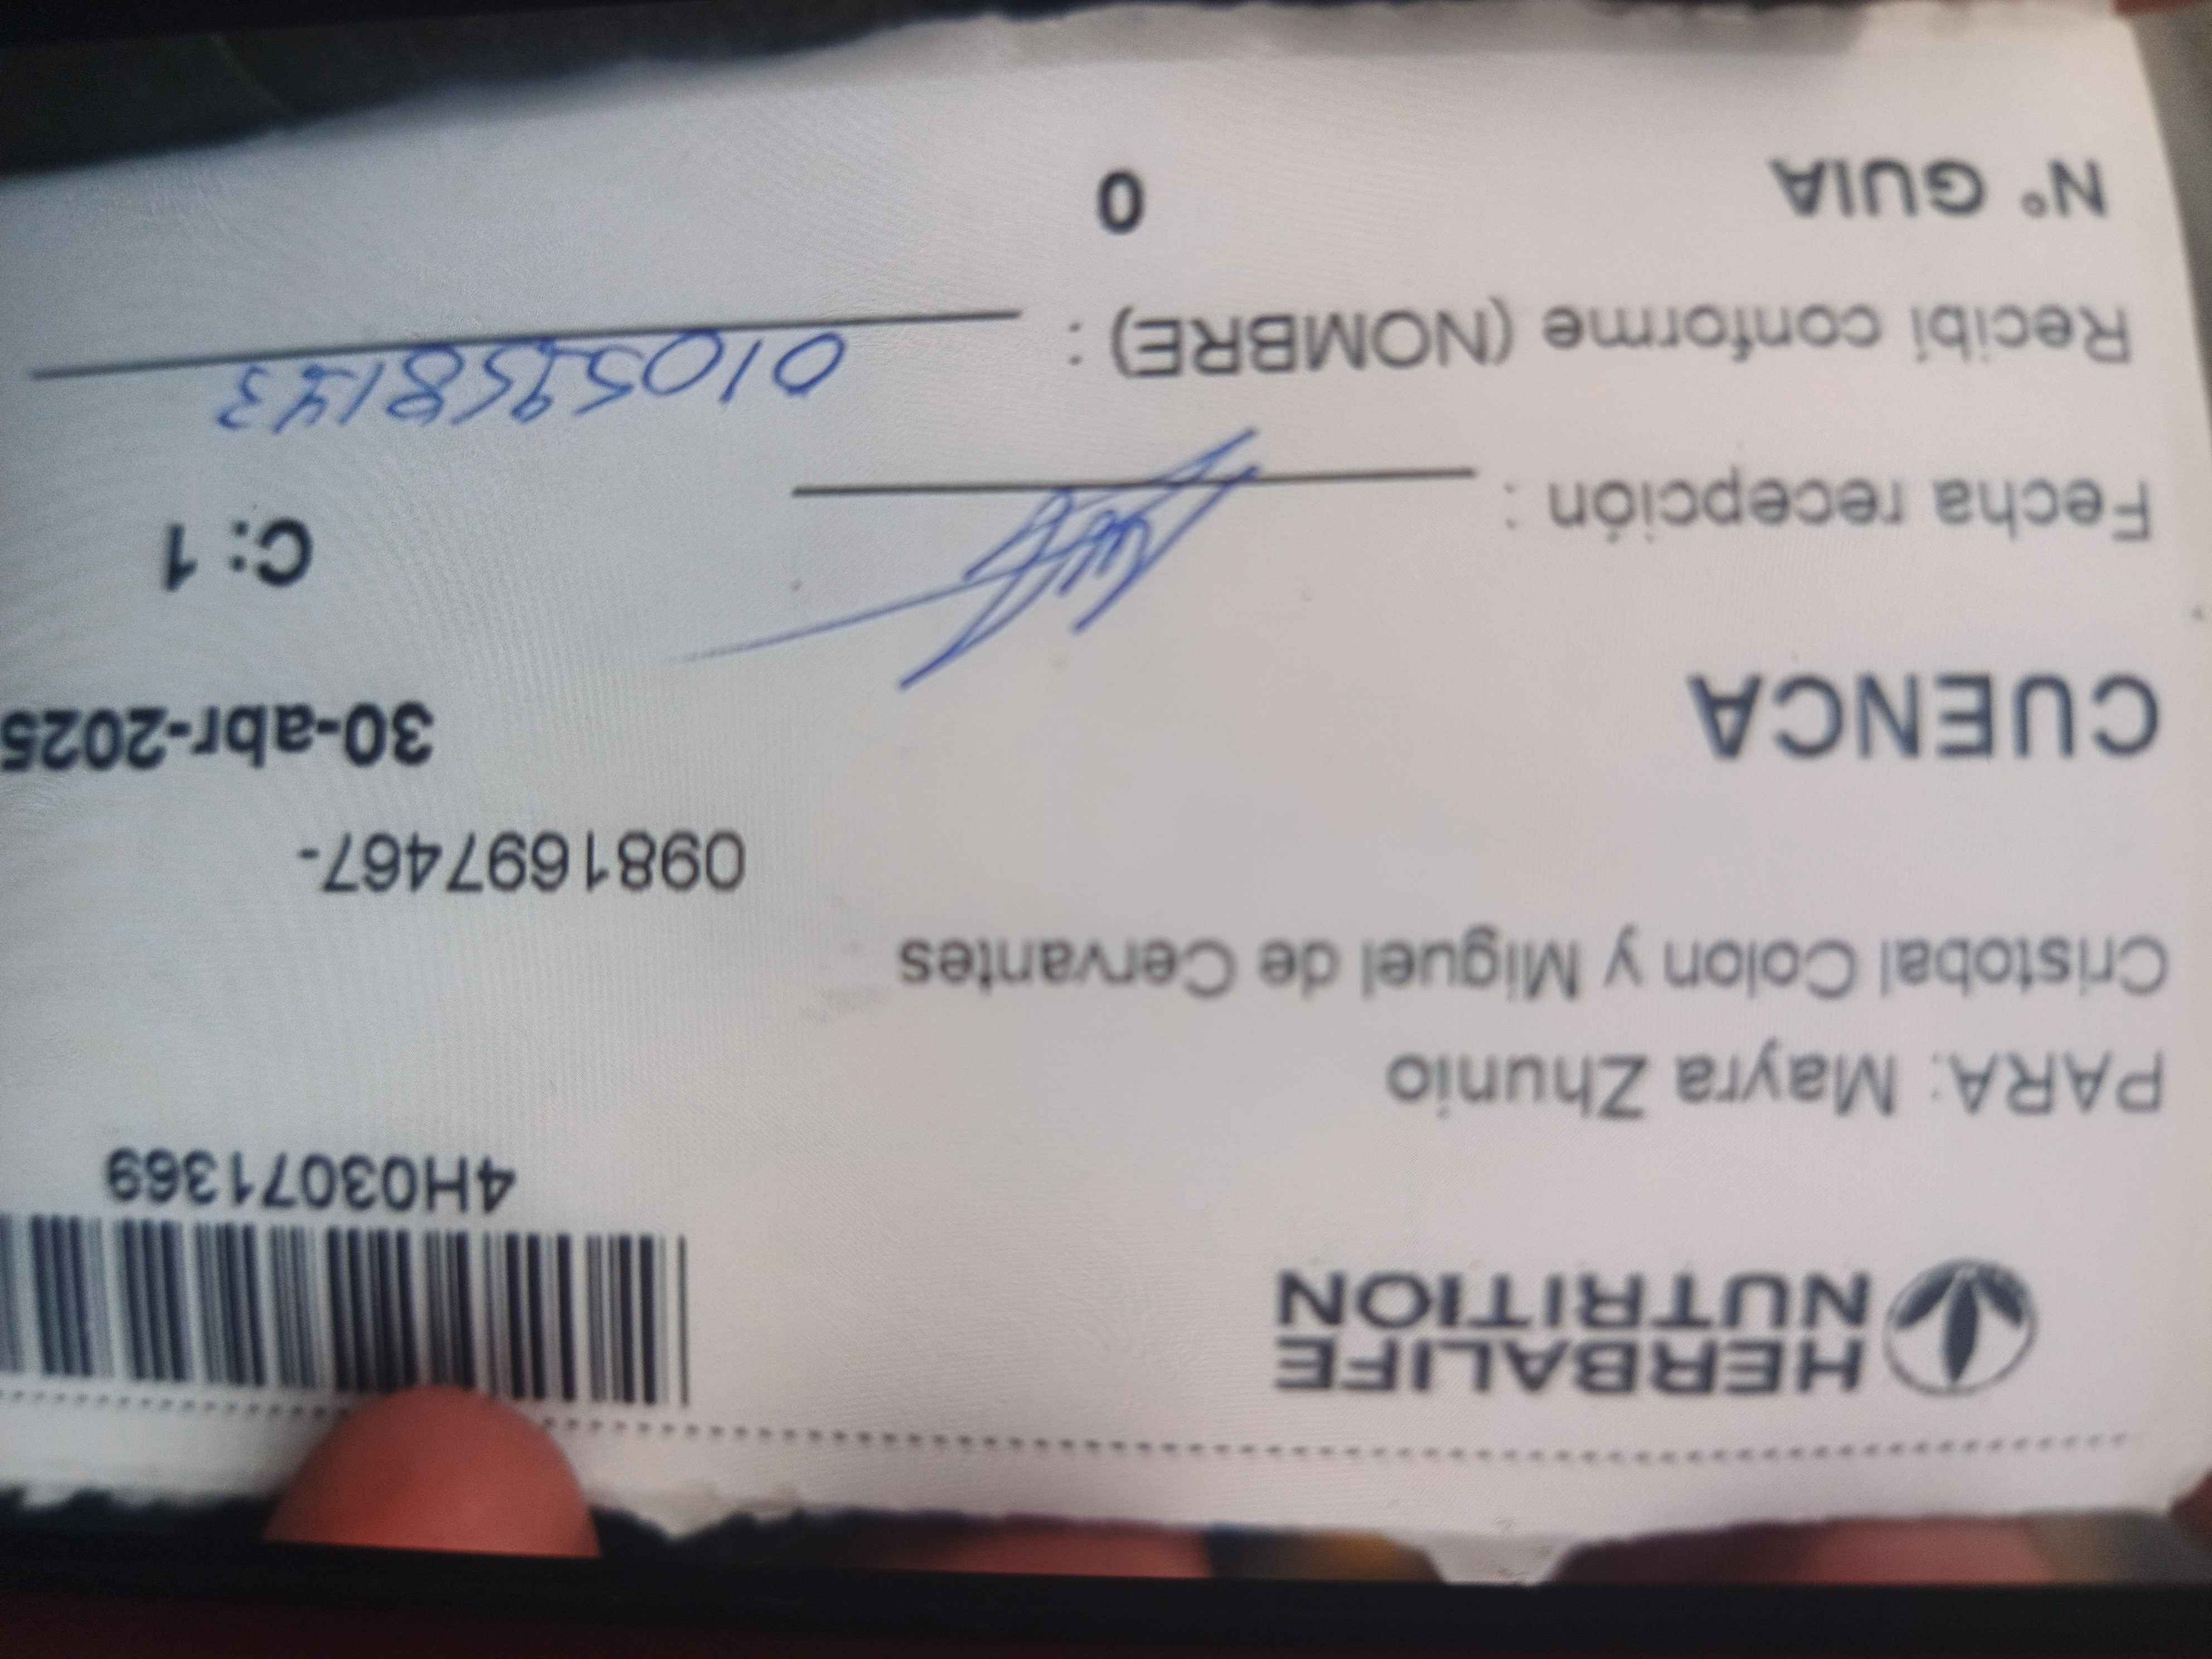 HERBALIFE
NUTRITION
4H03071369
PARA: Mayra Zhunio
Cristobal Colon y Miguel de Cervantes
0981697467-
CUENCA
30-abr-2025
C: 1
Fecha recepción :
Recibí conforme (NOMBRE) : 0105958143
N° GUIA 0